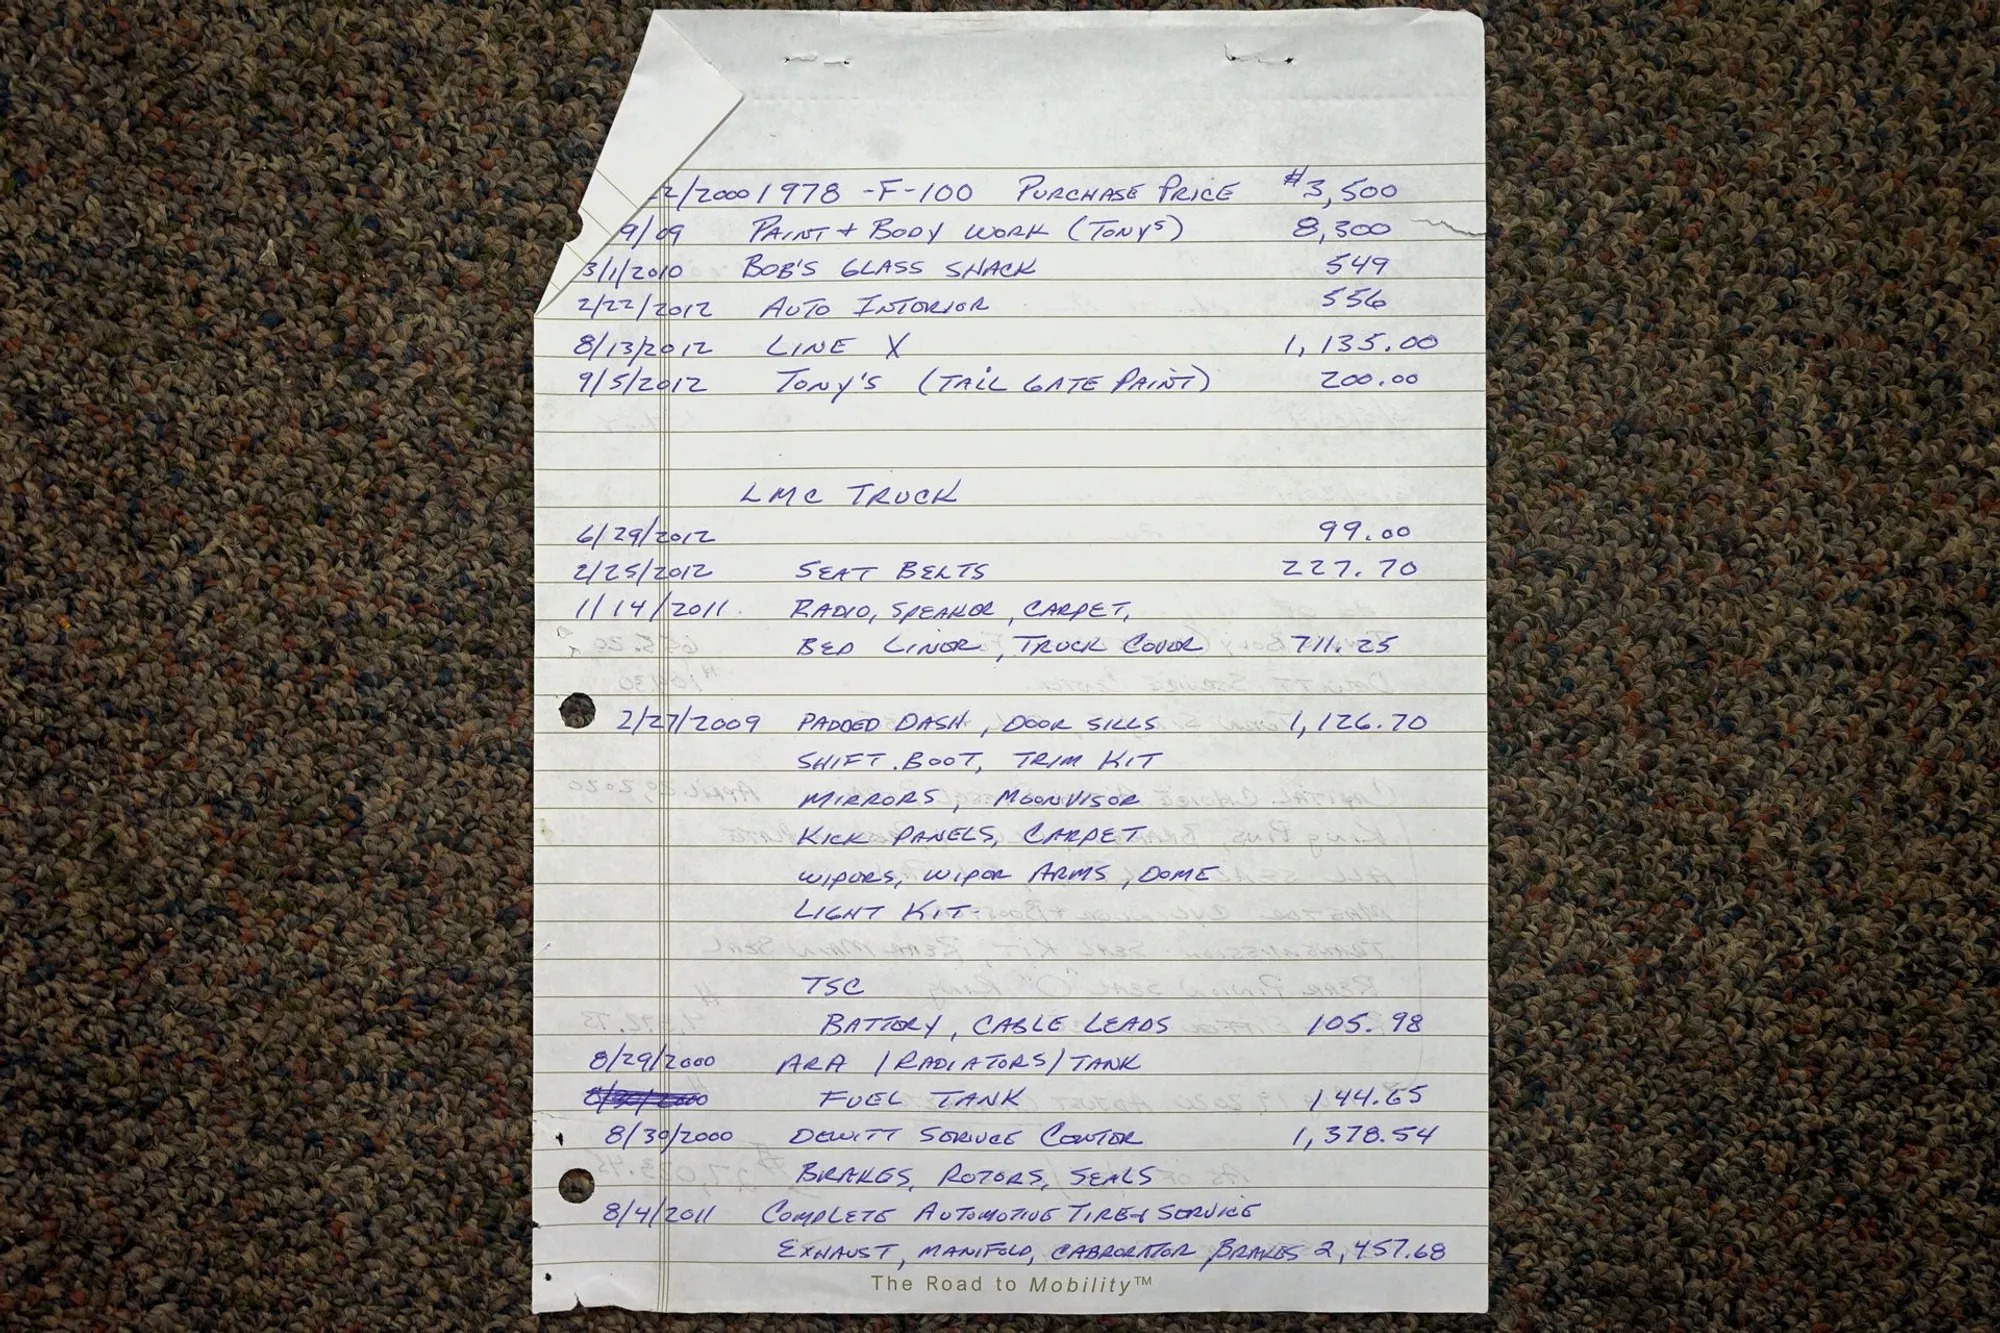 2/2000 1978 -F-100 PURCHASE PRICE $3,500
9/09 PAINT + BODY WORK (TONYS) 8,300
3/1/2010 BOB'S GLASS SHACK 549
2/22/2012 AUTO INTERIOR 556
8/13/2012 LINE X 1,135.00
9/5/2012 TONY'S (TAIL GATE PAINT) 200.00
LMC TRUCK
6/29/2012 99.00
2/25/2012 SEAT BELTS 227.70
11/14/2011. RADIO, SPEAKER, CARPET,
BED LINER, TRUCK COVER 711.25
2/27/2009 PADDED DASH, DOOR SILLS 1,126.70
SHIFT BOOT, TRIM KIT
MIRRORS, MOONVISOR
KICK PANELS, CARPET
WIPERS, WIPER ARMS, DOME
LIGHT KIT-
TSC
BATTERY, CABLE LEADS 105.98
8/29/2000 ARA /RADIATORS/TANK
FUEL TANK 144.65
8/30/2000 DEWITT SERVICE CENTER 1,378.54
BRAKES, ROTORS, SEALS
8/4/2011 COMPLETE AUTOMOTIVE TIRE+ SERVICE
EXHAUST, MANIFOLD, CABRORATOR, BRAKES 2,457.68
The Road to Mobility™